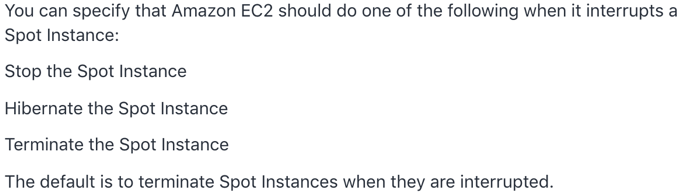 You can specify that Amazon EC2 should do one of the following when it interrupts a
Spot Instance:
Stop the Spot Instance
Hibernate the Spot Instance
Terminate the Spot Instance
The default is to terminate Spot Instances when they are interrupted.